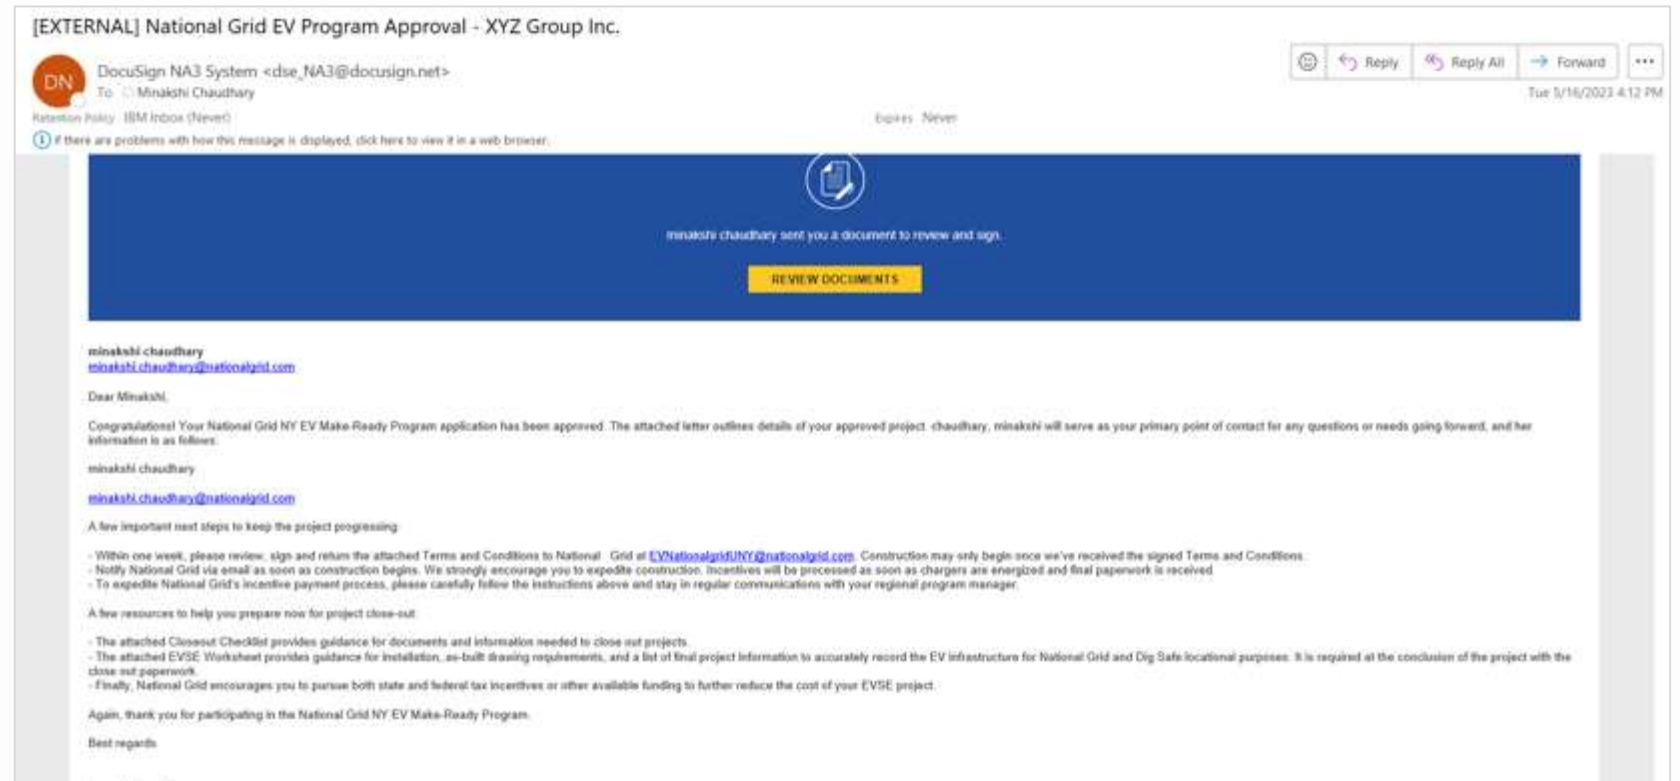 [EXTERNAL] National Grid EV Program Approval - XYZ Group Inc.
DN
DocuSign NA3 System <dse_NA3@docusign.net>
To Minakshi Chaudhary
Reply
Reply All
Forward
Tue 5/16/2023 4:12 PM
Retention Policy IBM Inbox (Never)
Expires Never
If there are problems with how this message is displayed, click here to view it in a web browser.
minakshi chaudhary sent you a document to review and sign.
REVIEW DOCUMENTS
minakshi chaudhary
minakshi.chaudhary@nationalgrid.com
Dear Minakshi,
Congratulations! Your National Grid NY EV Make-Ready Program application has been approved. The attached letter outlines details of your approved project. chaudhary, minakshi will serve as your primary point of contact for any questions or needs going forward, and her
information is as follows:
minakshi chaudhary
minakshi.chaudhary@nationalgrid.com
A few important next steps to keep the project progressing:
- Within one week, please review, sign and return the attached Terms and Conditions to National Grid at EVNationalgridUNY@nationalgrid.com. Construction may only begin once we've received the signed Terms and Conditions.
- Notify National Grid via email as soon as construction begins. We strongly encourage you to expedite construction. Incentives will be processed as soon as chargers are energized and final paperwork is received.
- To expedite National Grid's incentive payment process, please carefully follow the instructions above and stay in regular communications with your regional program manager.
A few resources to help you prepare now for project close-out:
- The attached Closeout Checklist provides guidance for documents and information needed to close out projects.
- The attached EVSE Worksheet provides guidance for installation, as-built drawing requirements, and a list of final project information to accurately record the EV infrastructure for National Grid and Dig Safe locational purposes. It is required at the conclusion of the project with the
close out paperwork.
- Finally, National Grid encourages you to pursue both state and federal tax incentives or other available funding to further reduce the cost of your EVSE project.
Again, thank you for participating in the National Grid NY EV Make-Ready Program.
Best regards